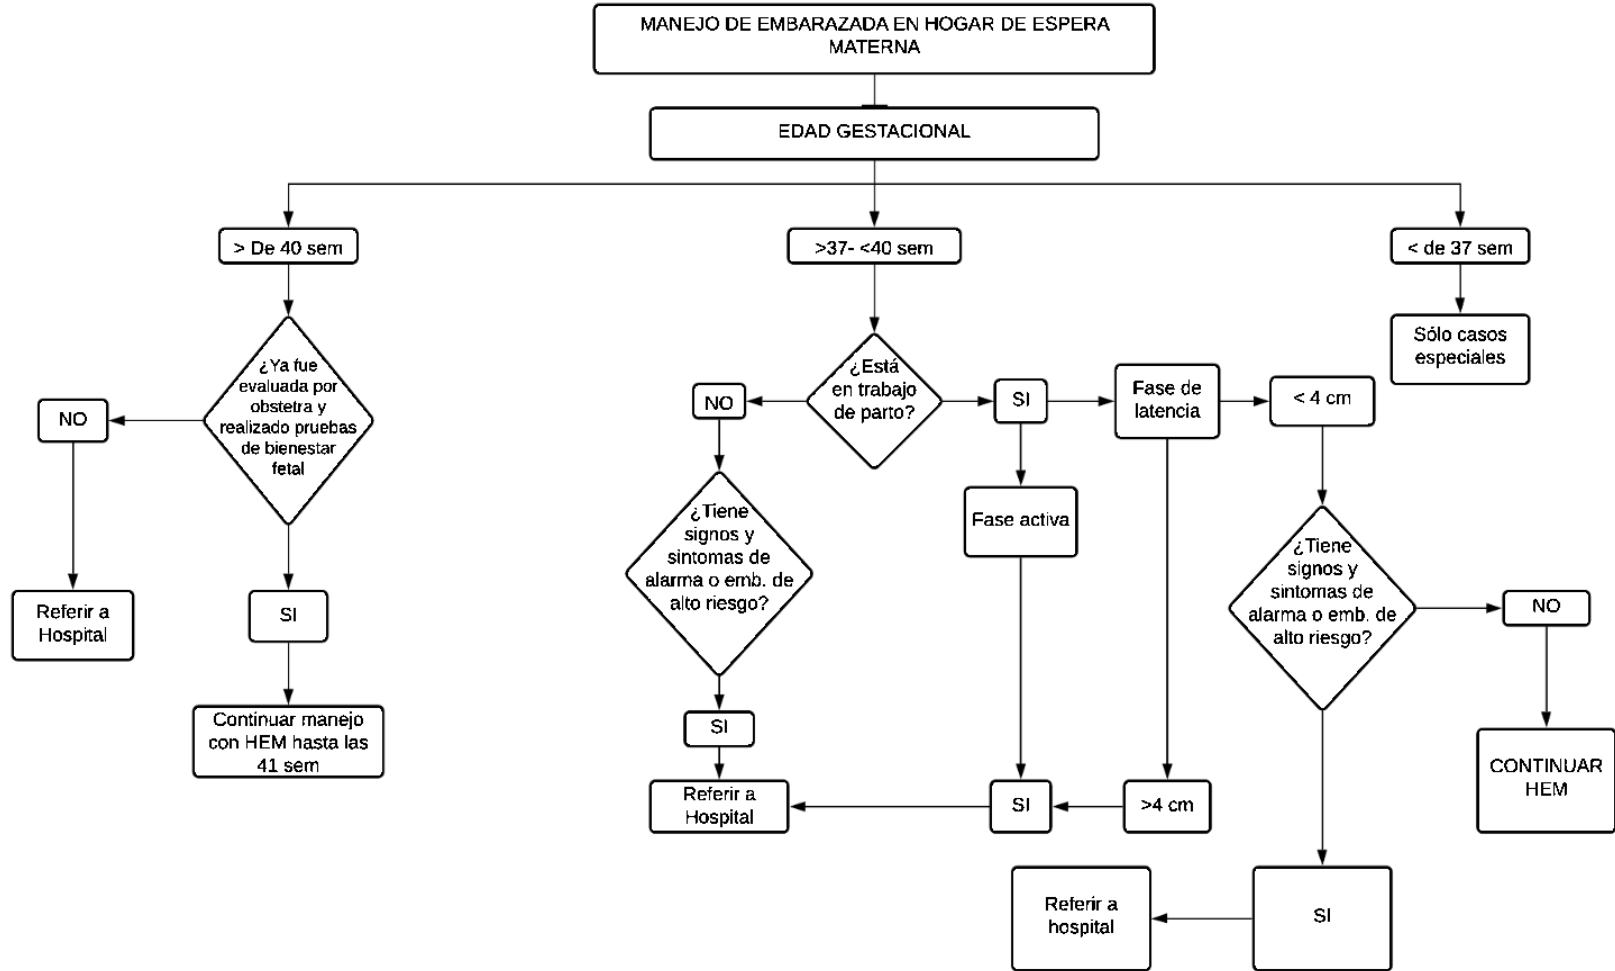 MANEJO DE EMBARAZADA EN HOGAR DE ESPERA
MATERNA
EDAD GESTACIONAL
> De 40 sem
>37- <40 sem
< de 37 sem
¿Ya fue
evaluada por
obstetra y
realizado pruebas
de bienestar
fetal
NO
Referir a
Hospital
SI
Continuar manejo
con HEM hasta las
41 sem
¿Está
en trabajo
de parto?
NO
¿Tiene
signos y
sintomas de
alarma o emb. de
alto riesgo?
SI
Referir a
Hospital
SI
Fase activa
SI
Fase de
latencia
>4 cm
< 4 cm
¿Tiene
signos y
sintomas de
alarma o emb. de
alto riesgo?
NO
CONTINUAR
HEM
SI
Referir a
hospital
Sólo casos
especiales